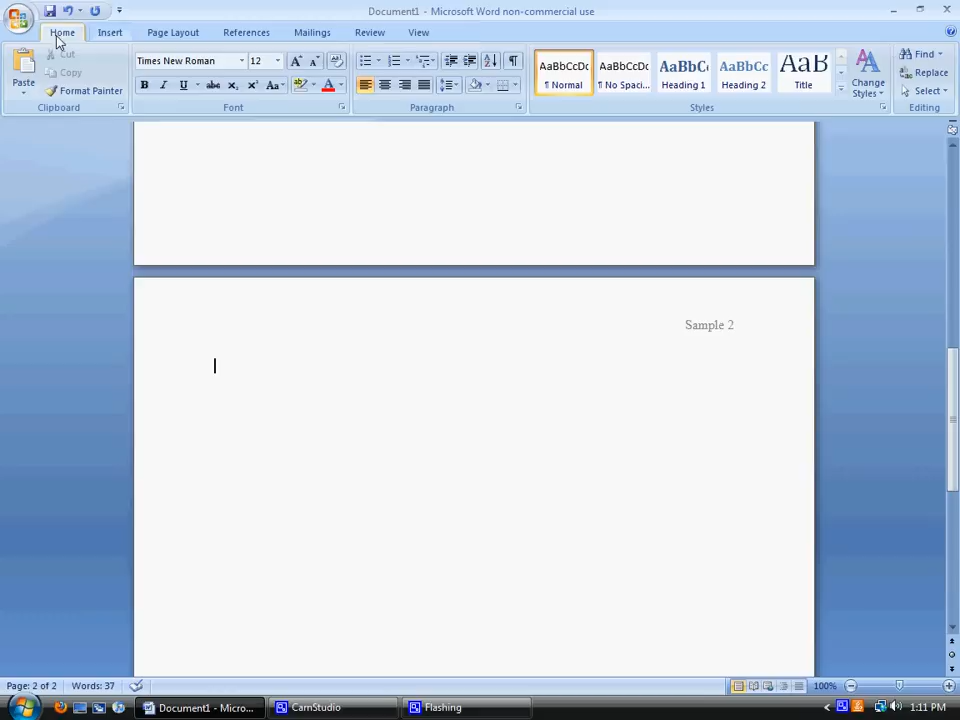 Document1 - Microsoft Word non-commercial use
Home Insert Page Layout References Mailings Review View
Paste
Cut
Copy
Format Painter
Clipboard
Times New Roman 12
Font
Paragraph
AaBbCcDc AaBbCcDc AaBbC AaBbCc AaB
¶ Normal ¶ No Spaci... Heading 1 Heading 2 Title
Change
Styles
Styles
Find
Replace
Select
Editing
Sample 2
Page: 2 of 2 Words: 37 100%
Document1 - Micro... CamStudio Flashing 1:11 PM